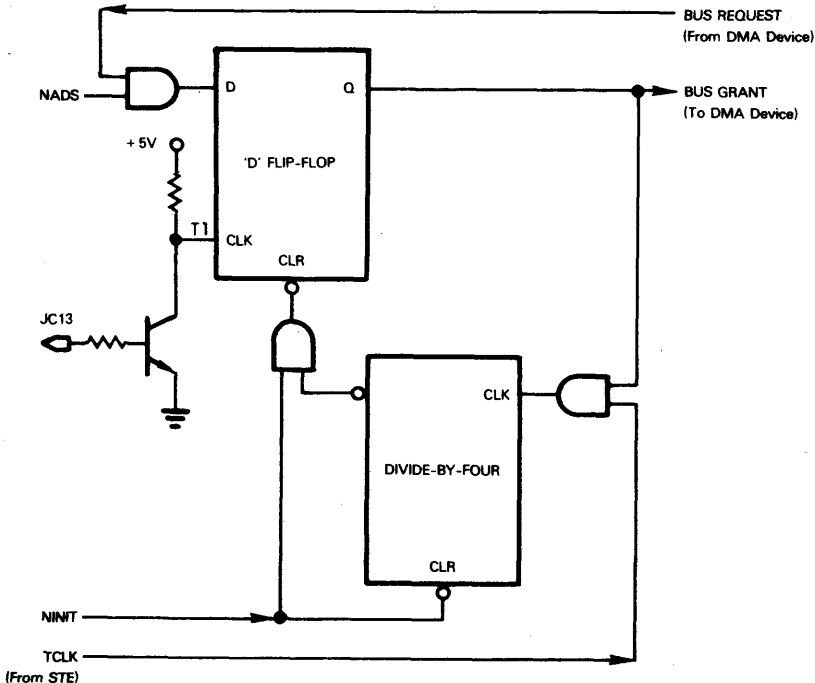 BUS REQUEST
(From DMA Device)
NADS
D
Q
BUS GRANT
(To DMA Device)
+5V
'D' FLIP-FLOP
T1
CLK
CLR
JC13
CLK
DIVIDE-BY-FOUR
CLR
NINIT
TCLK
(From STE)